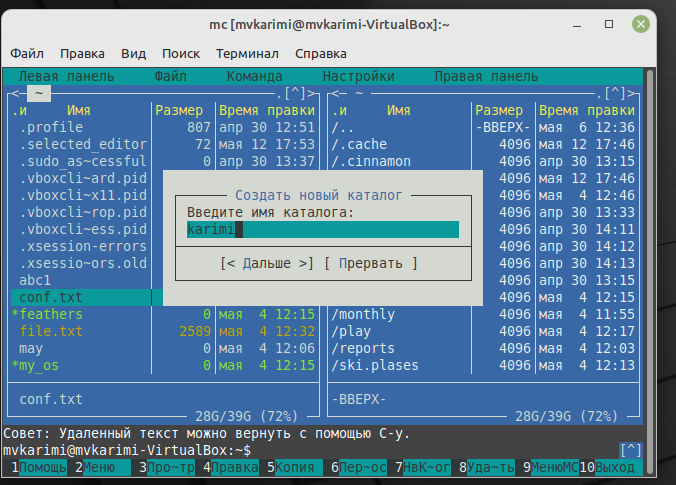 mc [mvkarimi@mvkarimi-VirtualBox]:~
Файл Правка Вид Поиск Терминал Справка
Левая панель Файл Команда Настройки Правая панель
<─ ~ .[^]> <─ ~ .[^]>
.и Имя Размер Время правки .и Имя Размер Время правки
.profile 807 апр 30 12:51 /.. -ВВЕРХ- мая 6 12:36
.selected_editor 72 мая 12 17:53 /.cache 4096 мая 12 17:46
.sudo_as~cessful 0 апр 30 13:37 /.cinnamon 4096 апр 30 13:15
.vboxcli~ard.pid 4096 мая 12 17:46
.vboxcli~x11.pid Создать новый каталог 4096 мая 4 12:46
.vboxcli~rop.pid Введите имя каталога: 4096 апр 30 13:33
.vboxcli~ess.pid karimi 4096 апр 30 14:11
.xsession-errors 4096 апр 30 14:12
.xsessio~ors.old [< Дальше >] [ Прервать ] 4096 апр 30 14:13
abc1 4096 апр 30 13:15
conf.txt 4096 мая 4 12:15
*feathers 0 мая 4 12:15 /monthly 4096 мая 4 11:55
file.txt 2589 мая 4 12:32 /play 4096 мая 4 12:17
may 0 мая 4 12:06 /reports 4096 мая 4 12:03
*my_os 0 мая 4 12:15 /ski.plases 4096 мая 4 12:15
conf.txt -ВВЕРХ-
28G/39G (72%) 28G/39G (72%)
Совет: Удаленный текст можно вернуть с помощью C-y.
mvkarimi@mvkarimi-VirtualBox:~$ [^]
1Помощь 2Меню 3Про~тр 4Правка 5Копия 6Пер~ос 7НвК~ог 8Уда~ть 9МенюМС 10Выход